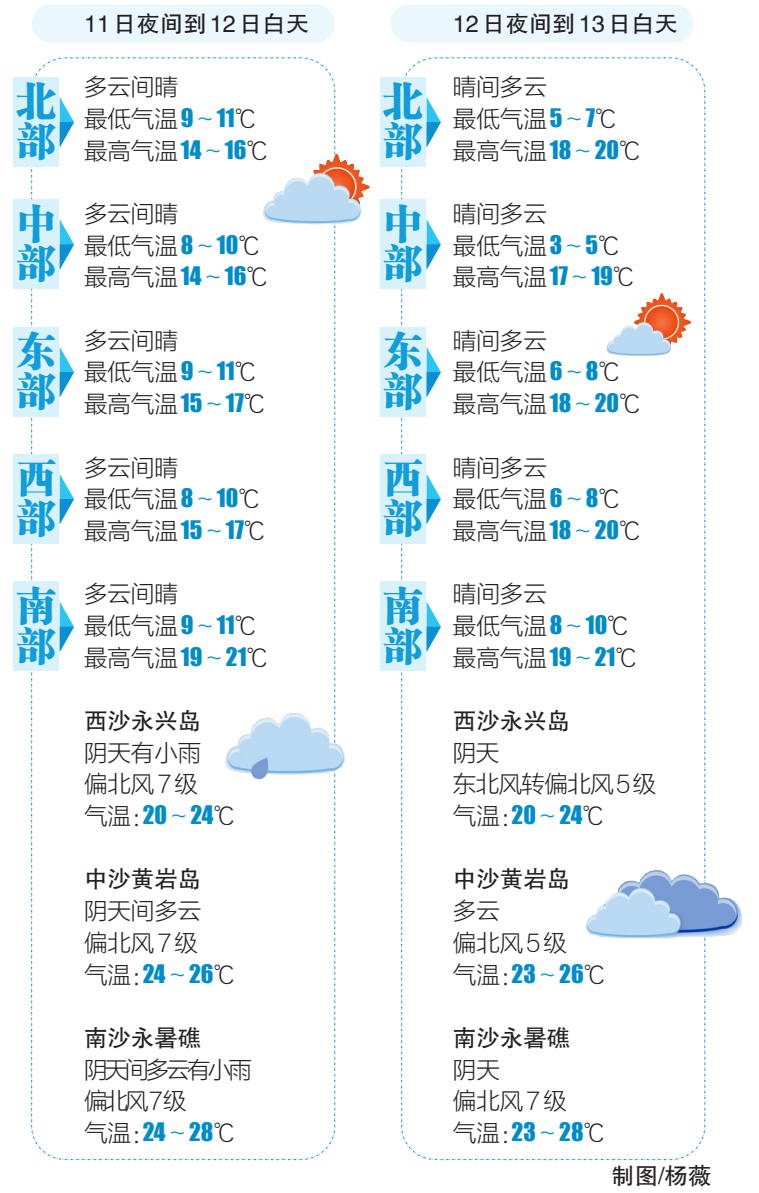 11日夜间到12日白天
北部
多云间晴
最低气温9~11℃
最高气温14~16℃
中部
多云间晴
最低气温8~10℃
最高气温14~16℃
东部
多云间晴
最低气温9~11℃
最高气温15~17℃
西部
多云间晴
最低气温8~10℃
最高气温15~17℃
南部
多云间晴
最低气温9~11℃
最高气温19~21℃
西沙永兴岛
阴天有小雨
偏北风7级
气温:20~24℃
中沙黄岩岛
阴天间多云
偏北风7级
气温:24~26℃
南沙永暑礁
阴天间多云有小雨
偏北风7级
气温:24~28℃
12日夜间到13日白天
北部
晴间多云
最低气温5~7℃
最高气温18~20℃
中部
晴间多云
最低气温3~5℃
最高气温17~19℃
东部
晴间多云
最低气温6~8℃
最高气温18~20℃
西部
晴间多云
最低气温6~8℃
最高气温18~20℃
南部
晴间多云
最低气温8~10℃
最高气温19~21℃
西沙永兴岛
阴天
东北风转偏北风5级
气温:20~24℃
中沙黄岩岛
多云
偏北风5级
气温:23~26℃
南沙永暑礁
阴天
偏北风7级
气温:23~28℃
制图/杨薇